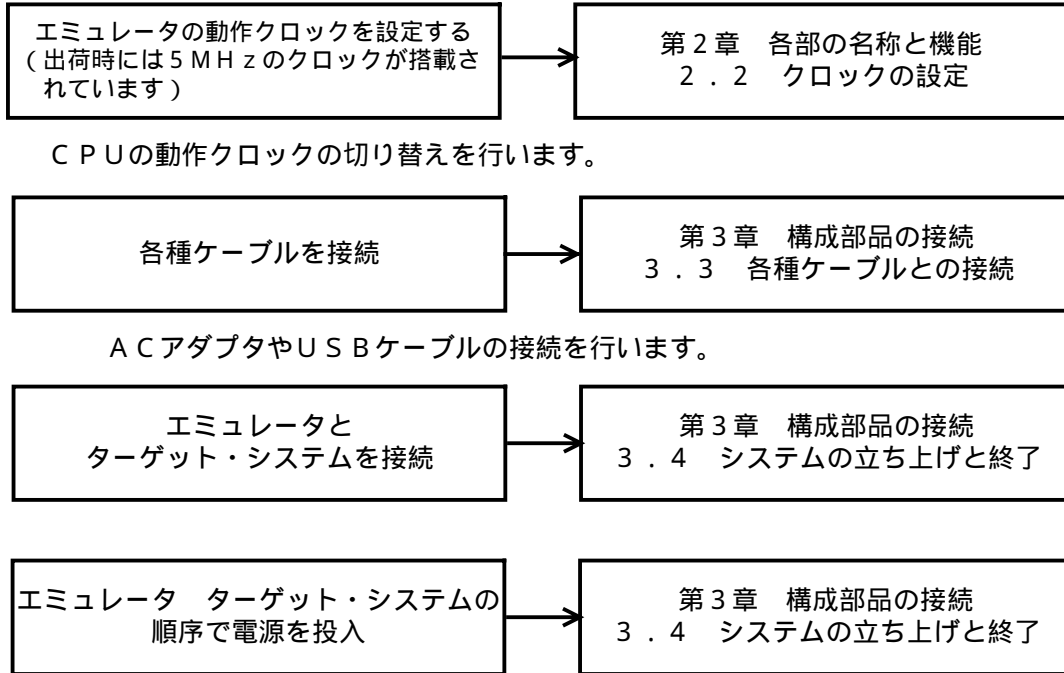 エミュレータの動作クロックを設定する
(出荷時には5MHzのクロックが搭載さ
れています)
第2章 各部の名称と機能
2.2 クロックの設定
CPUの動作クロックの切り替えを行います。
各種ケーブルを接続
第3章 構成部品の接続
3.3 各種ケーブルとの接続
ACアダプタやUSBケーブルの接続を行います。
エミュレータと
ターゲット・システムを接続
第3章 構成部品の接続
3.4 システムの立ち上げと終了
エミュレータ ターゲット・システムの
順序で電源を投入
第3章 構成部品の接続
3.4 システムの立ち上げと終了